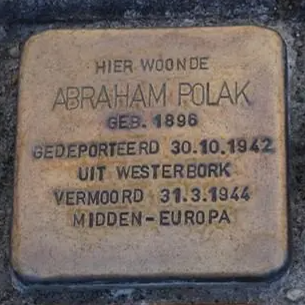 HIER WOONDE
ABRAHAM POLAK
GEB. 1896
GEDEPORTEERD 30.10.1942
UIT WESTERBORK
VERMOORD 31.3.1944
MIDDEN-EUROPA